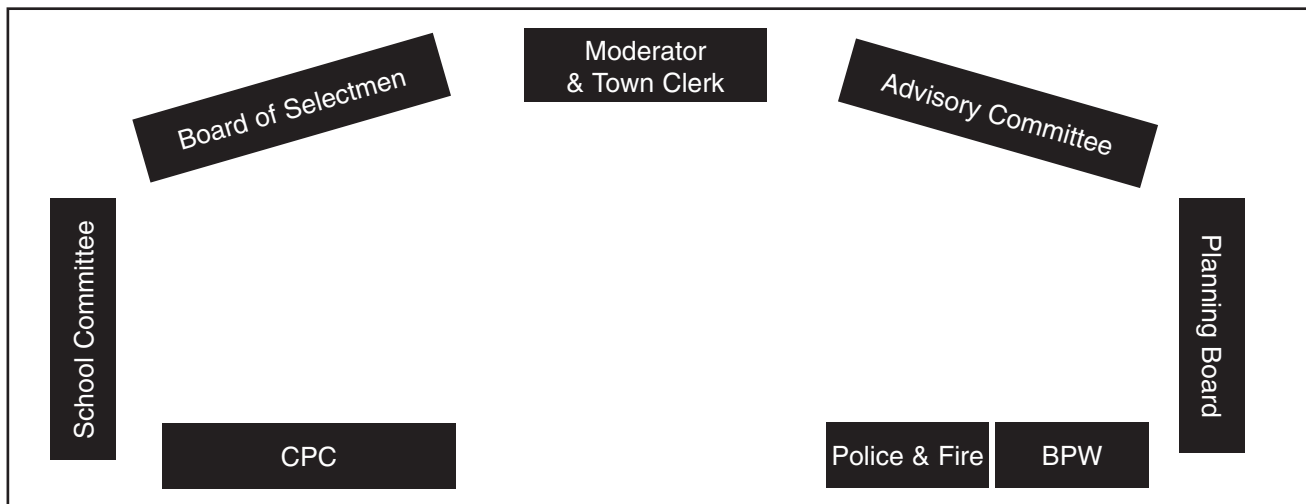 Moderator
& Town Clerk
Board of Selectmen
Advisory Committee
School Committee
Planning Board
CPC
Police & Fire
BPW